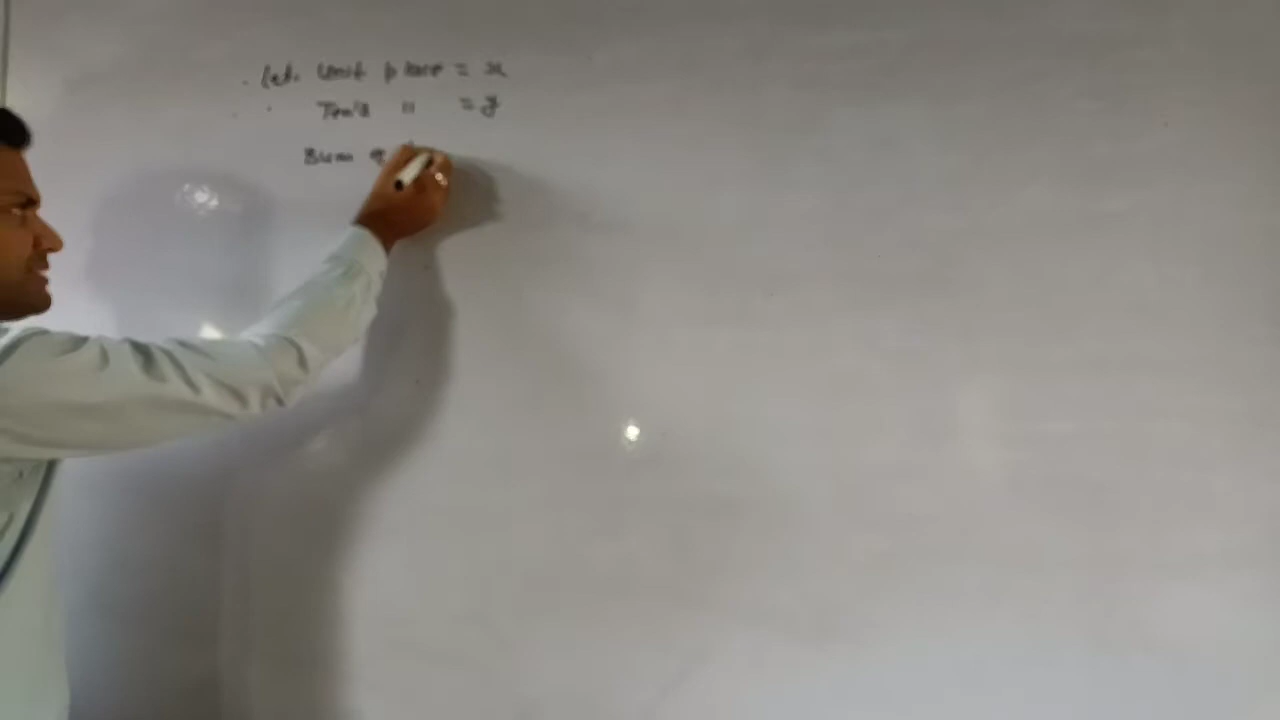 Let. Unit place = x
Ten's " = y
Sum of